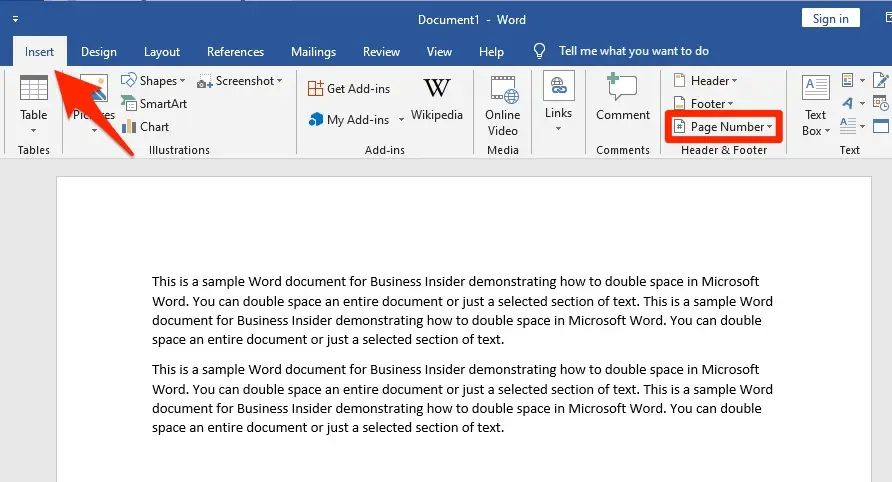 Document1 - Word
Sign in
Insert Design Layout References Mailings Review View Help Tell me what you want to do
Table
Pictures
Shapes
SmartArt
Chart
Screenshot
Get Add-ins
My Add-ins
W
Wikipedia
Online
Video
Links
Comment
Header
Footer
# Page Number
Text
Box
Tables Illustrations Add-ins Media Comments Header & Footer Text
This is a sample Word document for Business Insider demonstrating how to double space in Microsoft
Word. You can double space an entire document or just a selected section of text. This is a sample Word
document for Business Insider demonstrating how to double space in Microsoft Word. You can double
space an entire document or just a selected section of text.
This is a sample Word document for Business Insider demonstrating how to double space in Microsoft
Word. You can double space an entire document or just a selected section of text. This is a sample Word
document for Business Insider demonstrating how to double space in Microsoft Word. You can double
space an entire document or just a selected section of text.